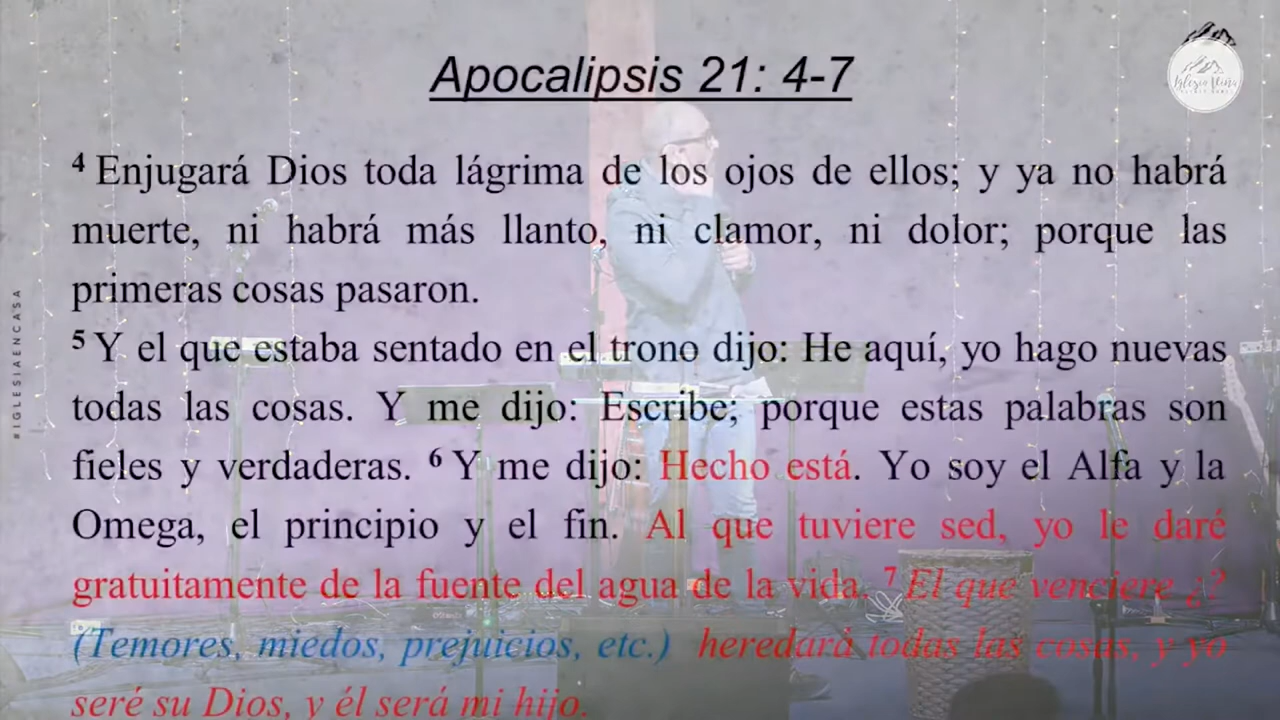 Apocalipsis 21: 4-7
Iglesia Viña
4 Enjugará Dios toda lágrima de los ojos de ellos; y ya no habrá
muerte, ni habrá más llanto, ni clamor, ni dolor; porque las
primeras cosas pasaron.
5 Y el que estaba sentado en el trono dijo: He aquí, yo hago nuevas
todas las cosas. Y me dijo: Escribe; porque estas palabras son
fieles y verdaderas. 6 Y me dijo: Hecho está. Yo soy el Alfa y la
Omega, el principio y el fin. Al que tuviere sed, yo le daré
gratuitamente de la fuente del agua de la vida. 7 El que venciere ¿?
(Temores, miedos, prejuicios, etc.) heredará todas las cosas, y yo
seré su Dios, y él será mi hijo.
#IGLESIAENCASA